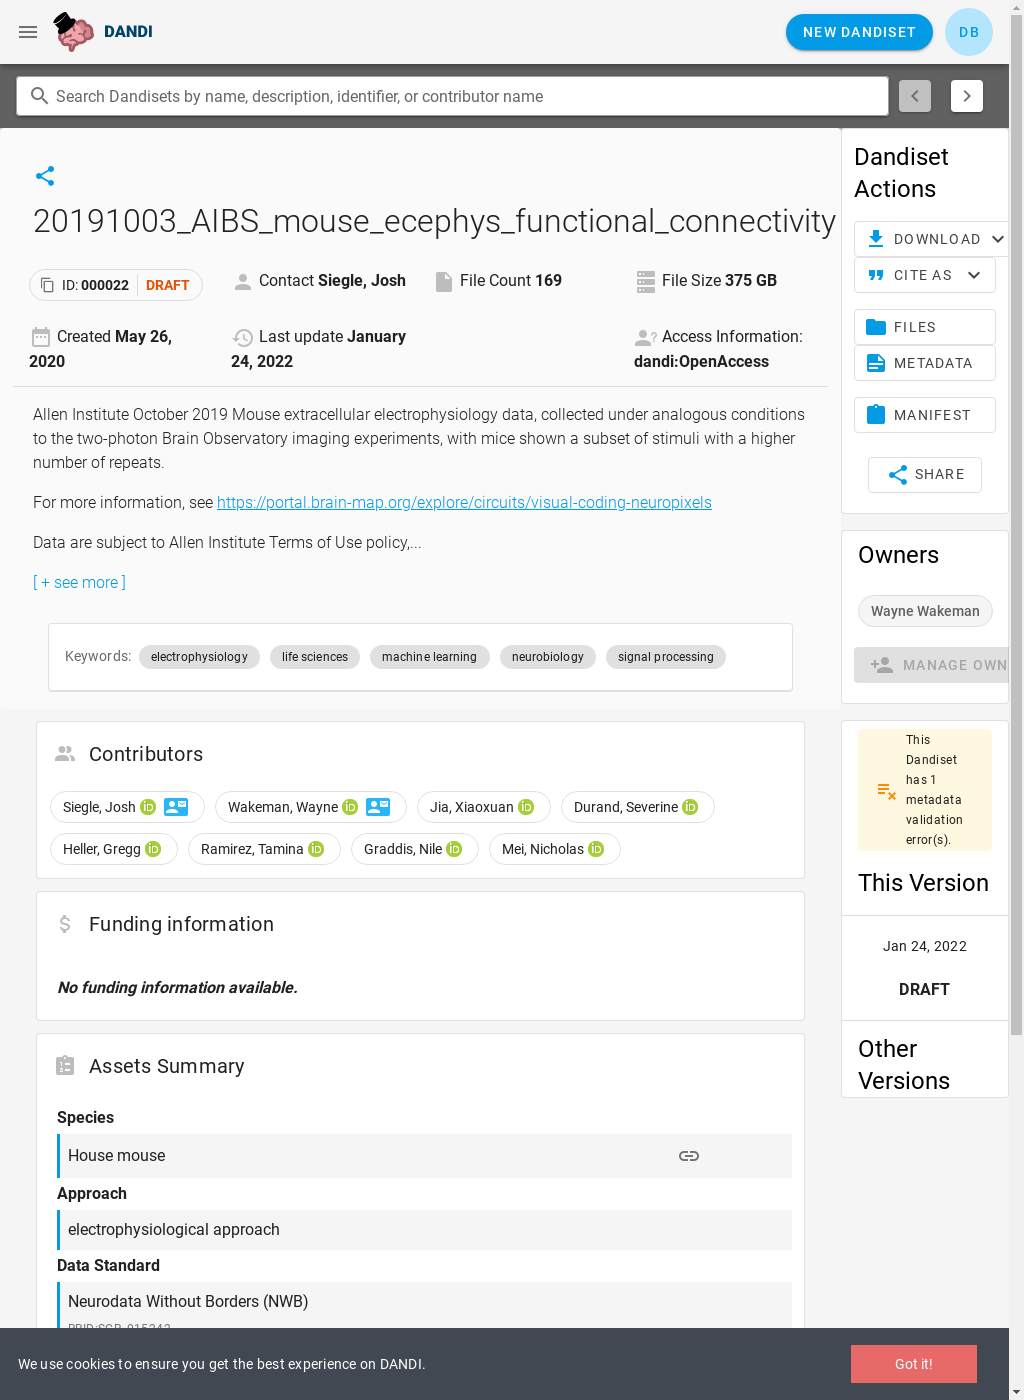 DANDI
NEW DANDISET
DB
Search Dandisets by name, description, identifier, or contributor name
20191003_AIBS_mouse_ecephys_functional_connectivity
ID: 000022 DRAFT
Contact Siegle, Josh
File Count 169
File Size 375 GB
Created May 26,
2020
Last update January
24, 2022
Access Information:
dandi:OpenAccess
Allen Institute October 2019 Mouse extracellular electrophysiology data, collected under analogous conditions
to the two-photon Brain Observatory imaging experiments, with mice shown a subset of stimuli with a higher
number of repeats.
For more information, see https://portal.brain-map.org/explore/circuits/visual-coding-neuropixels
Data are subject to Allen Institute Terms of Use policy,...
[ + see more ]
Keywords: electrophysiology life sciences machine learning neurobiology signal processing
Contributors
Siegle, Josh iD Wakeman, Wayne iD Jia, Xiaoxuan iD Durand, Severine iD
Heller, Gregg iD Ramirez, Tamina iD Graddis, Nile iD Mei, Nicholas iD
Funding information
No funding information available.
Assets Summary
Species
House mouse
Approach
electrophysiological approach
Data Standard
Neurodata Without Borders (NWB)
Dandiset
Actions
DOWNLOAD
CITE AS
FILES
METADATA
MANIFEST
SHARE
Owners
Wayne Wakeman
MANAGE OWN
This
Dandiset
has 1
metadata
validation
error(s).
This Version
Jan 24, 2022
DRAFT
Other
Versions
We use cookies to ensure you get the best experience on DANDI.
Got it!